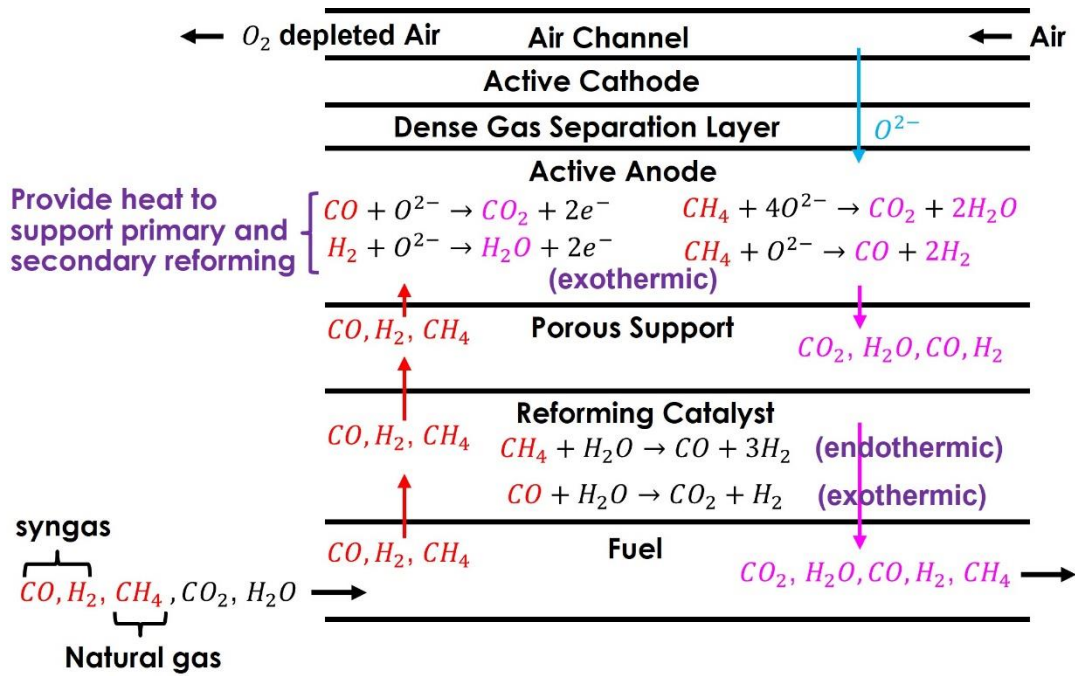 ← O₂ depleted Air Air Channel ← Air
Active Cathode
Dense Gas Separation Layer O²⁻
Active Anode
Provide heat to
support primary and
secondary reforming
CO + O²⁻ → CO₂ + 2e⁻ CH₄ + 4O²⁻ → CO₂ + 2H₂O
H₂ + O²⁻ → H₂O + 2e⁻ CH₄ + O²⁻ → CO + 2H₂
(exothermic)
CO, H₂, CH₄ Porous Support
CO₂, H₂O, CO, H₂
Reforming Catalyst
CO, H₂, CH₄ CH₄ + H₂O → CO + 3H₂ (endothermic)
CO + H₂O → CO₂ + H₂ (exothermic)
syngas
CO, H₂, CH₄ Fuel
CO, H₂, CH₄ , CO₂, H₂O → CO₂, H₂O, CO, H₂, CH₄ →
Natural gas